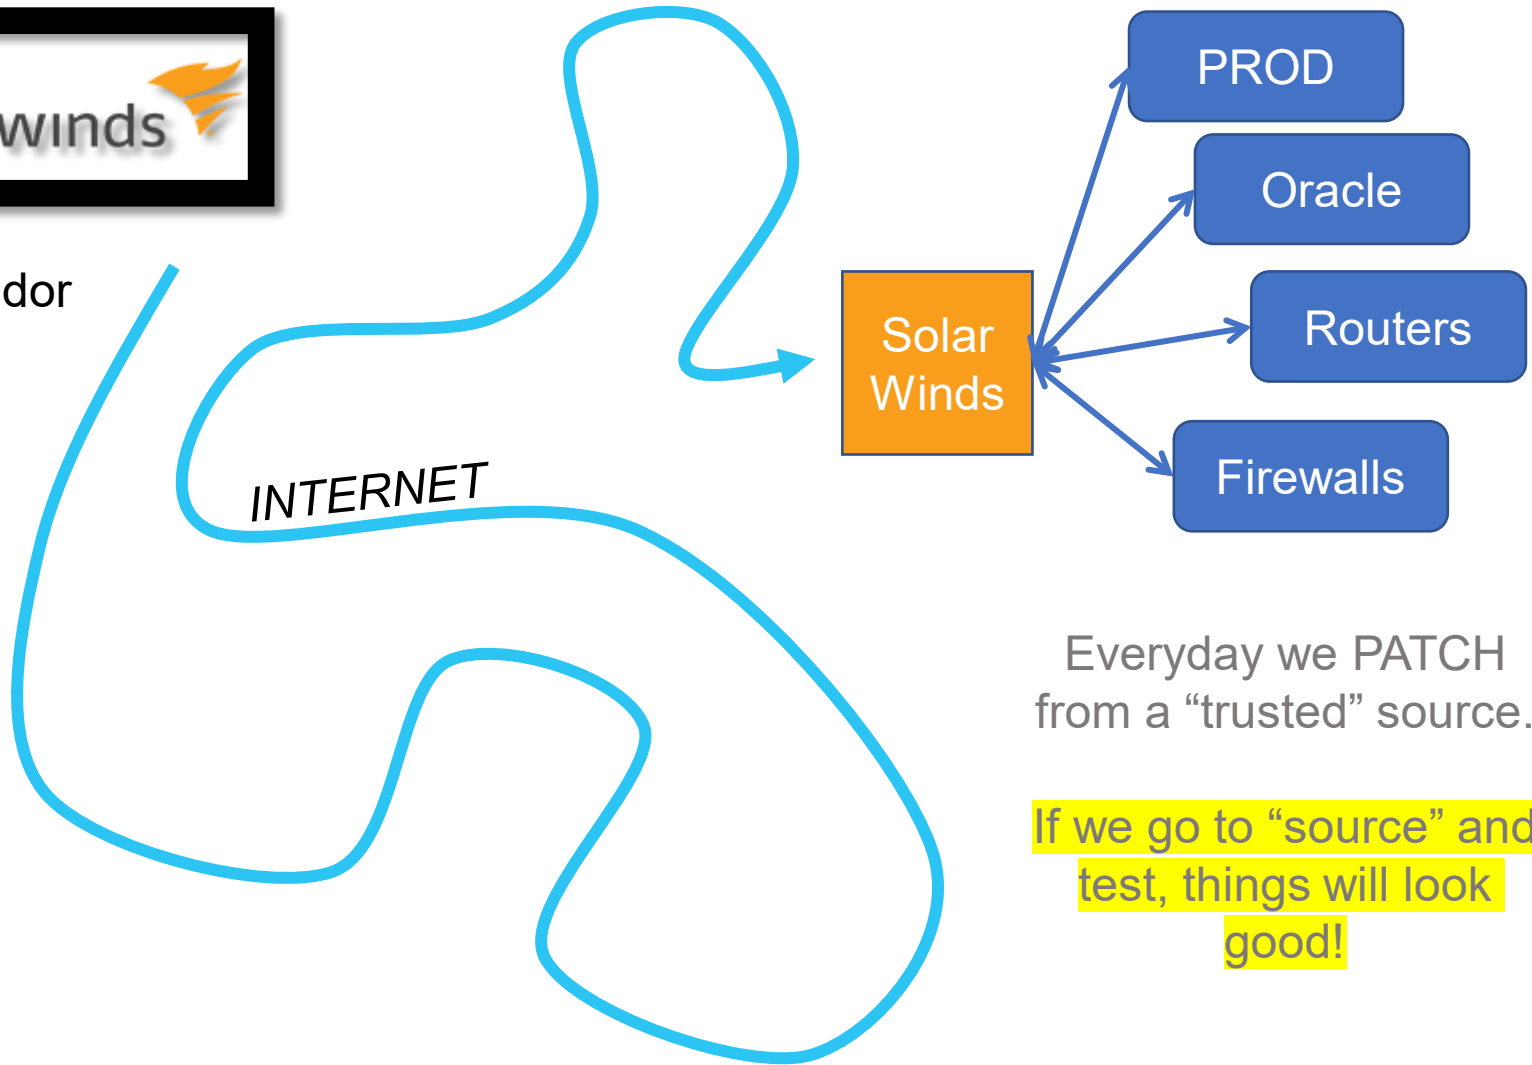 winds
dor
INTERNET
Solar
Winds
PROD
Oracle
Routers
Firewalls
Everyday we PATCH
from a “trusted” source.
If we go to “source” and
test, things will look
good!